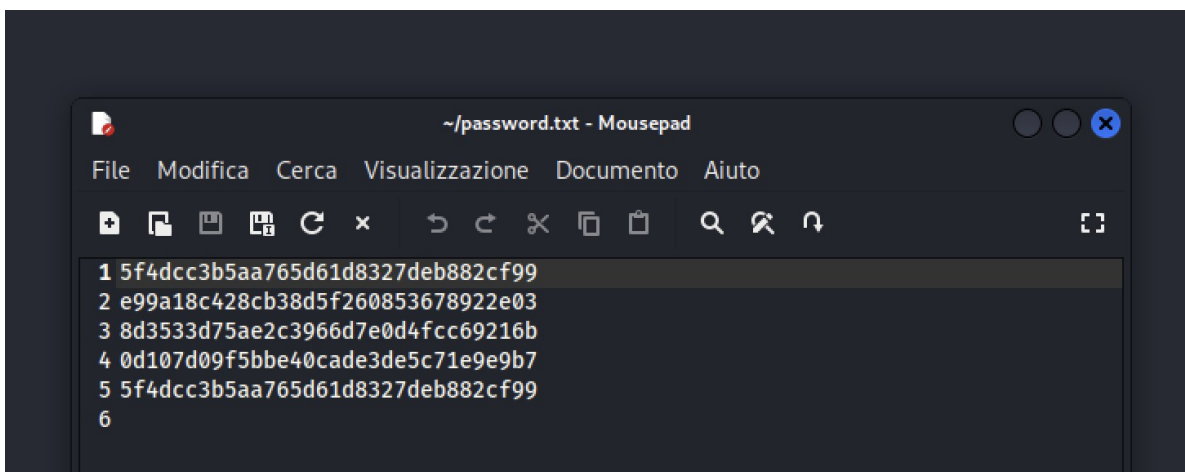 ~/password.txt - Mousepad
File Modifica Cerca Visualizzazione Documento Aiuto
1 5f4dcc3b5aa765d61d8327deb882cf99
2 e99a18c428cb38d5f260853678922e03
3 8d3533d75ae2c3966d7e0d4fcc69216b
4 0d107d09f5bbe40cade3de5c71e9e9b7
5 5f4dcc3b5aa765d61d8327deb882cf99
6